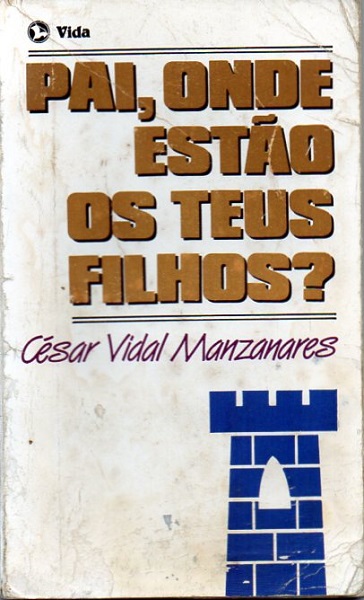 Vida
PAI, ONDE
ESTÃO
OS TEUS
FILHOS?
César Vidal Manzanares